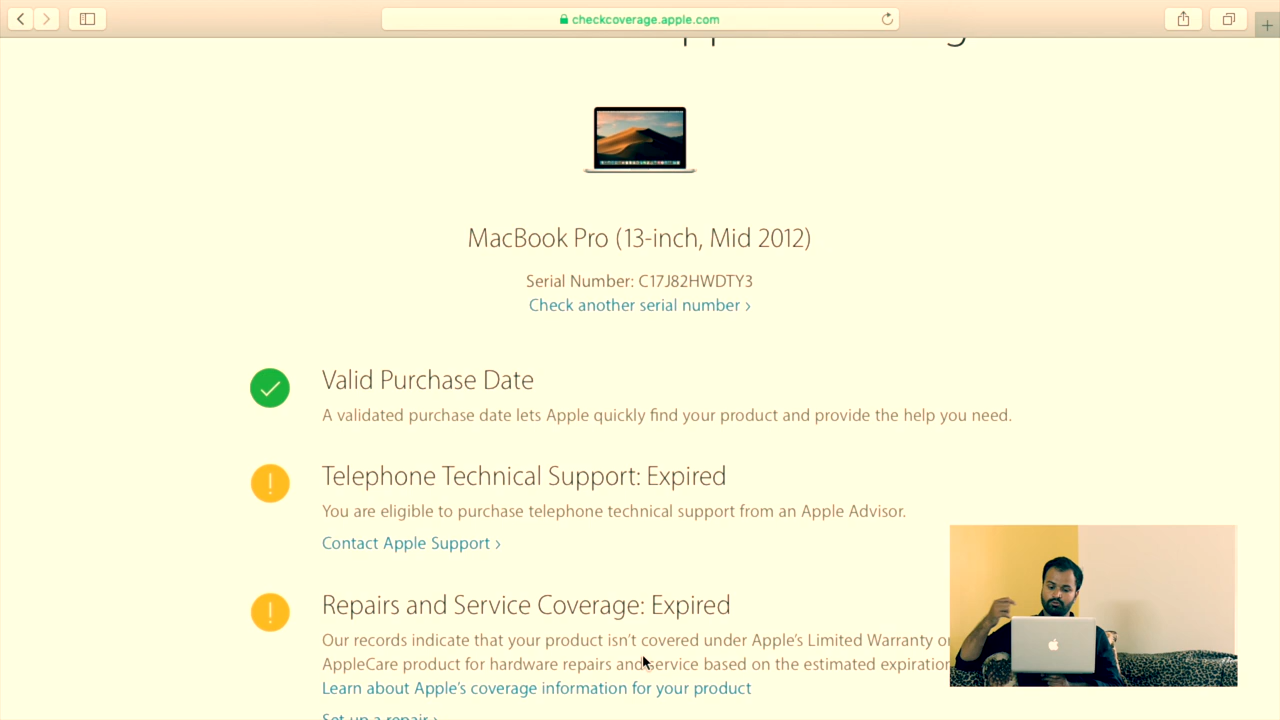 checkcoverage.apple.com
MacBook Pro (13-inch, Mid 2012)
Serial Number: C17J82HWDTY3
Check another serial number ›
Valid Purchase Date
A validated purchase date lets Apple quickly find your product and provide the help you need.
Telephone Technical Support: Expired
You are eligible to purchase telephone technical support from an Apple Advisor.
Contact Apple Support ›
Repairs and Service Coverage: Expired
Our records indicate that your product isn't covered under Apple's Limited Warranty or
AppleCare product for hardware repairs and service based on the estimated expiration
Learn about Apple's coverage information for your product
Set up a repair ›